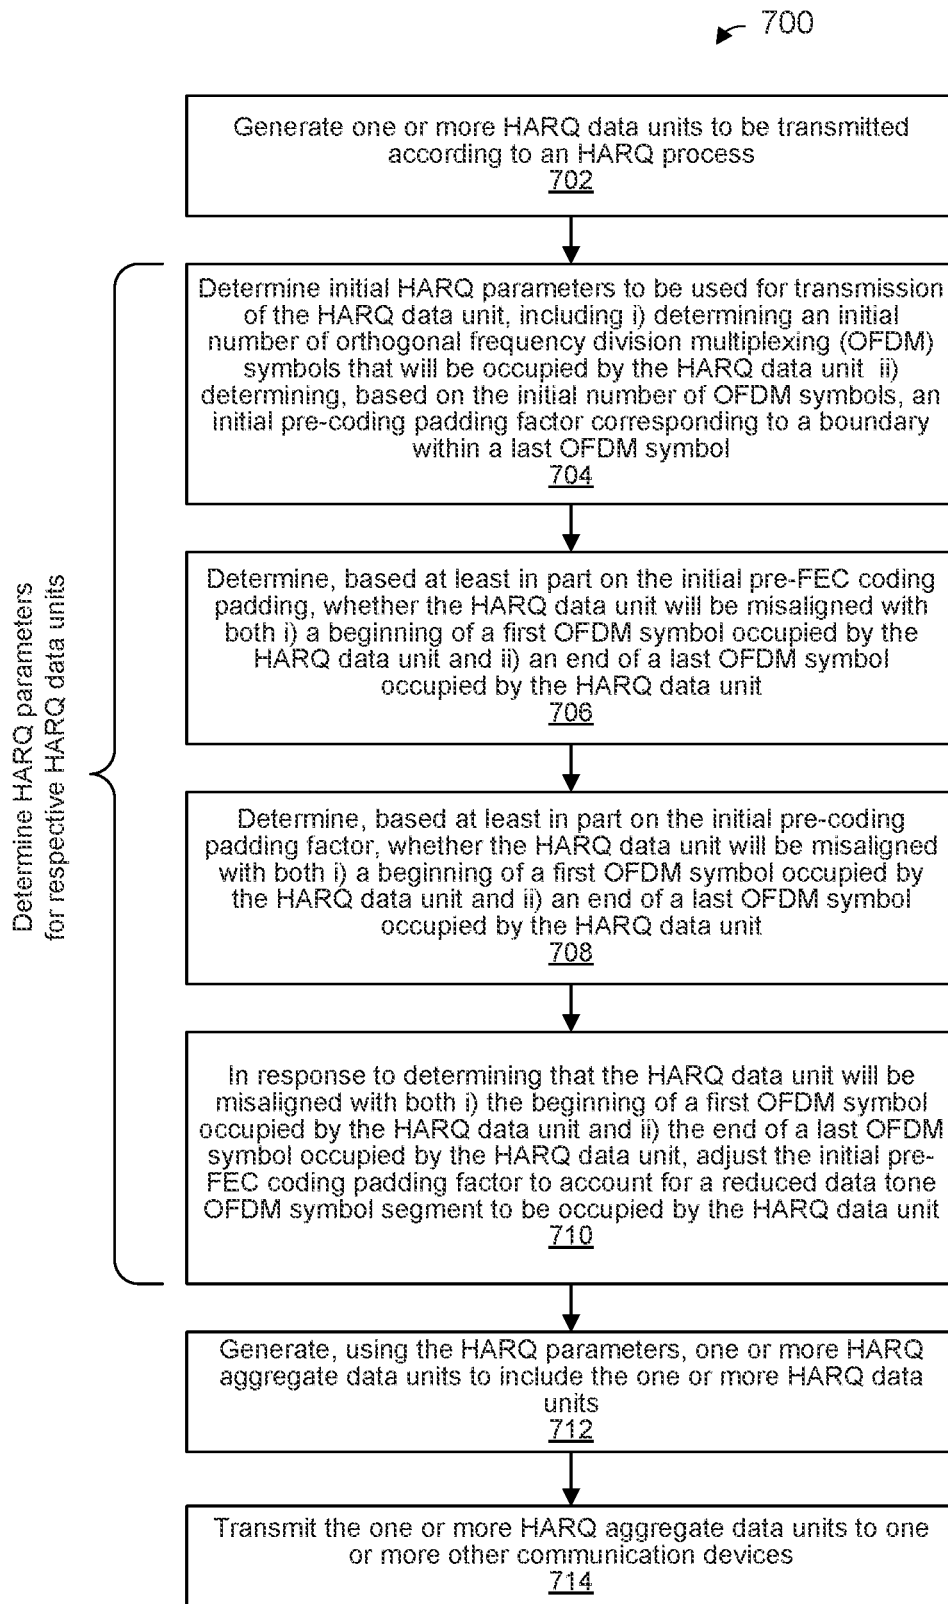 700
Generate one or more HARQ data units to be transmitted
according to an HARQ process
702
Determine HARQ parameters
for respective HARQ data units
Determine initial HARQ parameters to be used for transmission
of the HARQ data unit, including i) determining an initial
number of orthogonal frequency division multiplexing (OFDM)
symbols that will be occupied by the HARQ data unit ii)
determining, based on the initial number of OFDM symbols, an
initial pre-coding padding factor corresponding to a boundary
within a last OFDM symbol
704
Determine, based at least in part on the initial pre-FEC coding
padding, whether the HARQ data unit will be misaligned with
both i) a beginning of a first OFDM symbol occupied by the
HARQ data unit and ii) an end of a last OFDM symbol
occupied by the HARQ data unit
706
Determine, based at least in part on the initial pre-coding
padding factor, whether the HARQ data unit will be misaligned
with both i) a beginning of a first OFDM symbol occupied by
the HARQ data unit and ii) an end of a last OFDM symbol
occupied by the HARQ data unit
708
In response to determining that the HARQ data unit will be
misaligned with both i) the beginning of a first OFDM symbol
occupied by the HARQ data unit and ii) the end of a last OFDM
symbol occupied by the HARQ data unit, adjust the initial pre-
FEC coding padding factor to account for a reduced data tone
OFDM symbol segment to be occupied by the HARQ data unit
710
Generate, using the HARQ parameters, one or more HARQ
aggregate data units to include the one or more HARQ data
units
712
Transmit the one or more HARQ aggregate data units to one
or more other communication devices
714